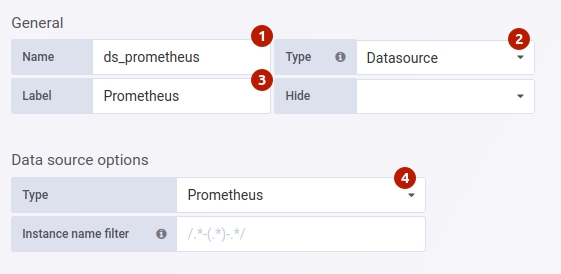 General
1 2
Name ds_prometheus Type Datasource
3
Label Prometheus Hide
Data source options
4
Type Prometheus
Instance name filter /.*-(.*)-.*/